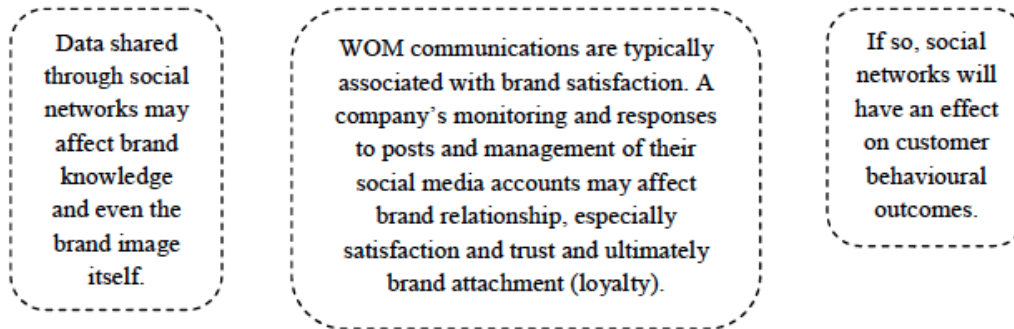 Data shared
through social
networks may
affect brand
knowledge
and even the
brand image
itself.
WOM communications are typically
associated with brand satisfaction. A
company's monitoring and responses
to posts and management of their
social media accounts may affect
brand relationship, especially
satisfaction and trust and ultimately
brand attachment (loyalty).
If so, social
networks will
have an effect
on customer
behavioural
outcomes.